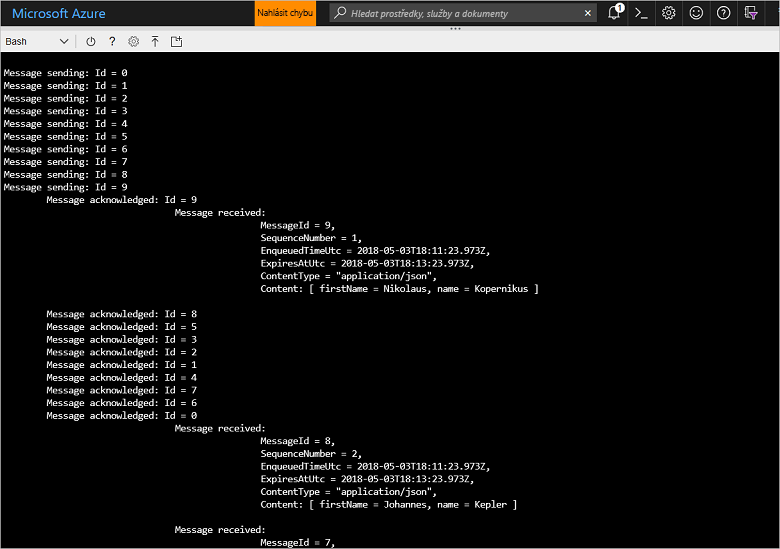 Microsoft Azure
Nahlásit chybu
Hledat prostředky, služby a dokumenty
1
Bash
Message sending: Id = 0
Message sending: Id = 1
Message sending: Id = 2
Message sending: Id = 3
Message sending: Id = 4
Message sending: Id = 5
Message sending: Id = 6
Message sending: Id = 7
Message sending: Id = 8
Message sending: Id = 9
Message acknowledged: Id = 9
Message received:
MessageId = 9,
SequenceNumber = 1,
EnqueuedTimeUtc = 2018-05-03T18:11:23.973Z,
ExpiresAtUtc = 2018-05-03T18:13:23.973Z,
ContentType = "application/json",
Content: [ firstName = Nikolaus, name = Kopernikus ]
Message acknowledged: Id = 8
Message acknowledged: Id = 5
Message acknowledged: Id = 3
Message acknowledged: Id = 2
Message acknowledged: Id = 1
Message acknowledged: Id = 4
Message acknowledged: Id = 7
Message acknowledged: Id = 6
Message acknowledged: Id = 0
Message received:
MessageId = 8,
SequenceNumber = 2,
EnqueuedTimeUtc = 2018-05-03T18:11:23.973Z,
ExpiresAtUtc = 2018-05-03T18:13:23.973Z,
ContentType = "application/json",
Content: [ firstName = Johannes, name = Kepler ]
Message received:
MessageId = 7,